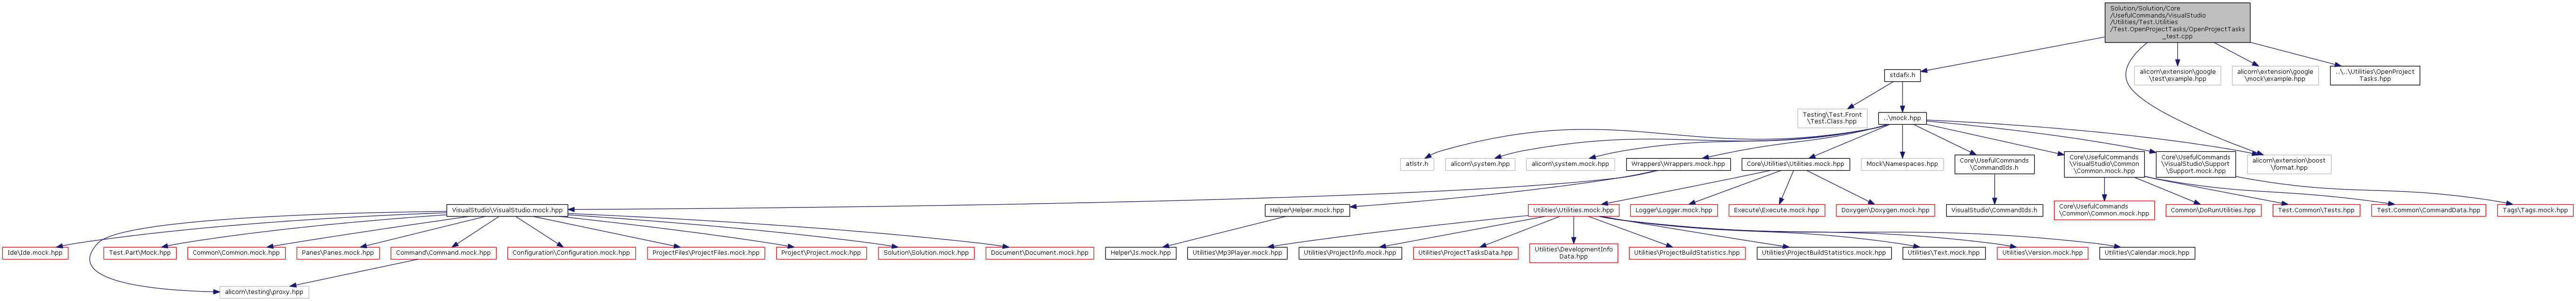 Solution/Solution/Core
/UsefulCommands/VisualStudio
/Utilities/Test.Utilities
/Test.OpenProjectTasks/OpenProjectTasks
_test.cpp
stdafx.h
alicorn\extension\google
\test\example.hpp
alicorn\extension\google
\mock\example.hpp
..\..\Utilities\OpenProject
Tasks.hpp
Testing\Test.Front
\Test.Class.hpp
..\mock.hpp
atlstr.h
alicorn\system.hpp
alicorn\system.mock.hpp
Wrappers\Wrappers.mock.hpp
Core\Utilities\Utilities.mock.hpp
Mock\Namespaces.hpp
Core\UsefulCommands
\CommandIds.h
Core\UsefulCommands
\VisualStudio\Common
\Common.mock.hpp
Core\UsefulCommands
\VisualStudio\Support
\Support.mock.hpp
alicorn\extension\boost
\format.hpp
VisualStudio\VisualStudio.mock.hpp
Helper\Helper.mock.hpp
Utilities\Utilities.mock.hpp
Logger\Logger.mock.hpp
Execute\Execute.mock.hpp
Doxygen\Doxygen.mock.hpp
VisualStudio\CommandIds.h
Core\UsefulCommands
\Common\Common.mock.hpp
Common\DoRunUtilities.hpp
Test.Common\Tests.hpp
Test.Common\CommandData.hpp
Tags\Tags.mock.hpp
Ide\Ide.mock.hpp
Test.Part\Mock.hpp
Common\Common.mock.hpp
Panes\Panes.mock.hpp
Command\Command.mock.hpp
Configuration\Configuration.mock.hpp
ProjectFiles\ProjectFiles.mock.hpp
Project\Project.mock.hpp
Solution\Solution.mock.hpp
Document\Document.mock.hpp
Helper\Is.mock.hpp
Utilities\Mp3Player.mock.hpp
Utilities\ProjectInfo.mock.hpp
Utilities\ProjectTasksData.hpp
Utilities\DevelopmentInfo
Data.hpp
Utilities\ProjectBuildStatistics.hpp
Utilities\ProjectBuildStatistics.mock.hpp
Utilities\Text.mock.hpp
Utilities\Version.mock.hpp
Utilities\Calendar.mock.hpp
alicorn\testing\proxy.hpp